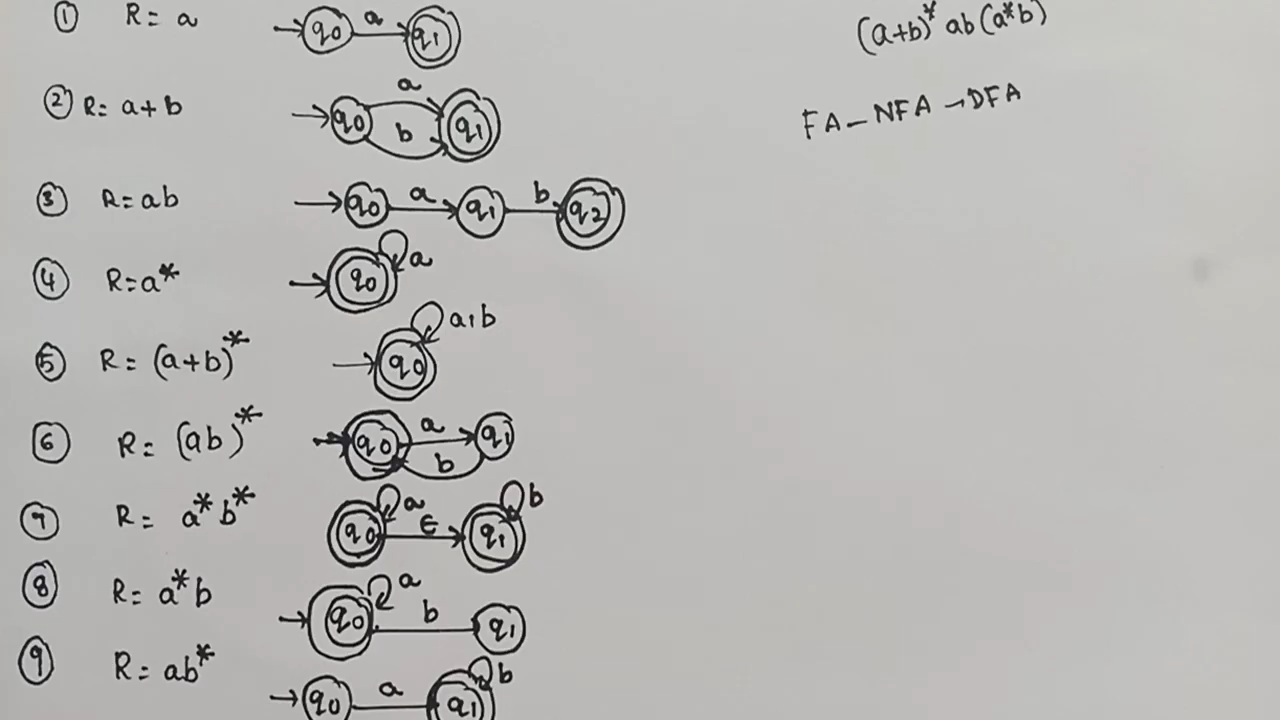 ① R = a → q0 a q1
② R = a + b → q0 a b q1
③ R = ab → q0 a q1 b q2
④ R = a* → q0 a
⑤ R = (a+b)* → q0 a,b
⑥ R = (ab)* → q0 a q1 b
⑦ R = a* b* q0 a ε q1 b
⑧ R = a* b → q0 a b q1
⑨ R = ab* → q0 a q1 b
(a+b)* ab (a*b)
FA – NFA → DFA